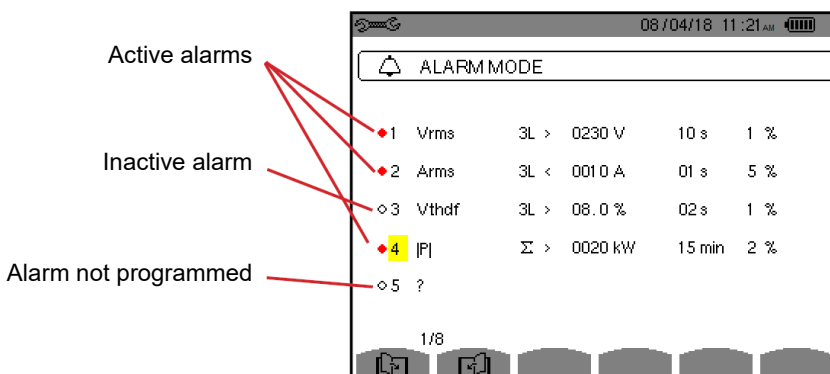 08/04/18 11:21 AM
Active alarms
ALARM MODE
1 Vrms 3L > 0230 V 10 s 1 %
Inactive alarm
2 Arms 3L < 0010 A 01 s 5 %
3 Vthdf 3L > 08.0 % 02 s 1 %
4 |P| Σ > 0020 kW 15 min 2 %
Alarm not programmed
5 ?
1/8